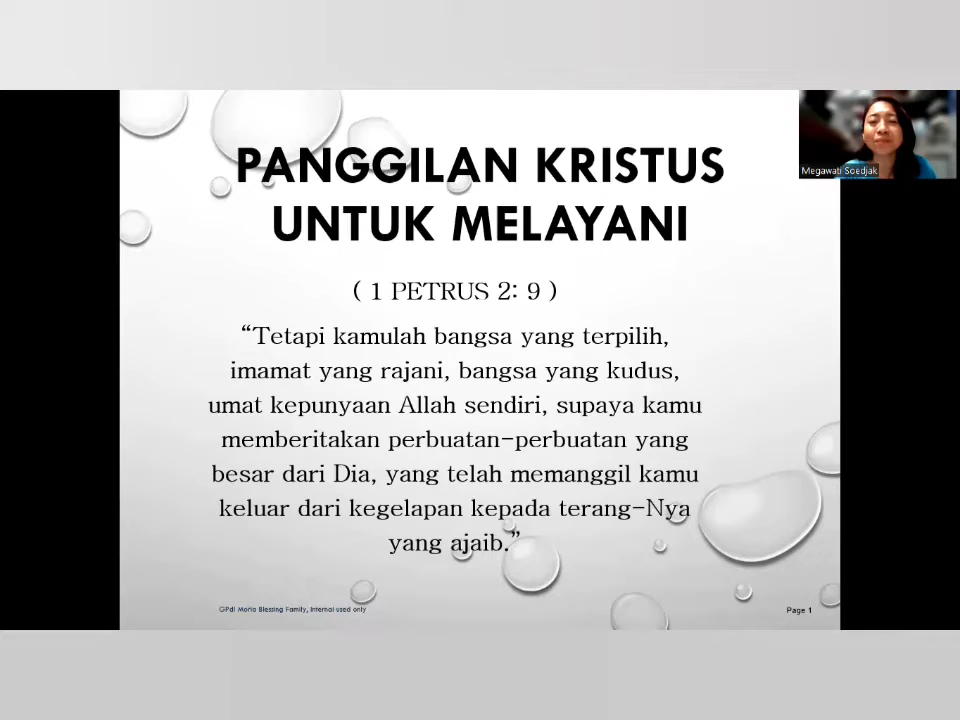 PANGGILAN KRISTUS
UNTUK MELAYANI
Megawati Soedjak
( 1 PETRUS 2: 9 )
“Tetapi kamulah bangsa yang terpilih,
imamat yang rajani, bangsa yang kudus,
umat kepunyaan Allah sendiri, supaya kamu
memberitakan perbuatan-perbuatan yang
besar dari Dia, yang telah memanggil kamu
keluar dari kegelapan kepada terang-Nya
yang ajaib.”
GPdI Moria Blessing Family, Internal used only
Page 1